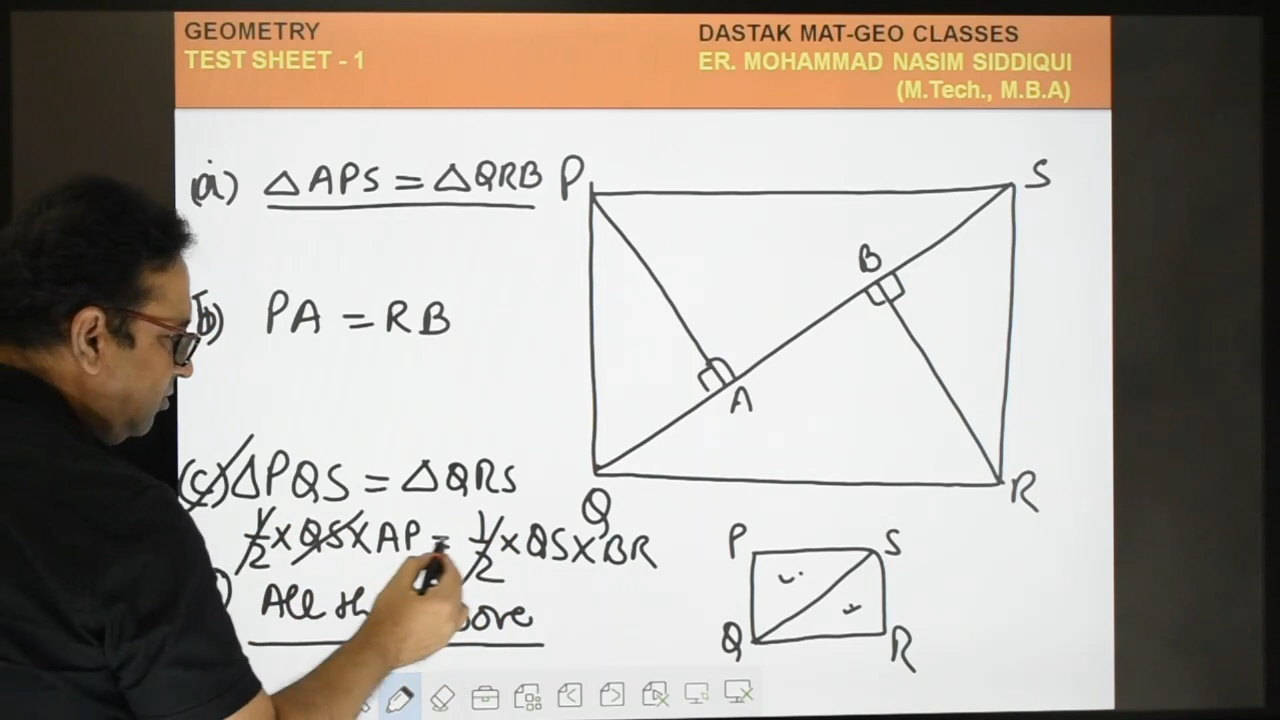 GEOMETRY
TEST SHEET - 1
DASTAK MAT-GEO CLASSES
ER. MOHAMMAD NASIM SIDDIQUI
(M.Tech., M.B.A)
(a) △APS = △QRB
b) PA = RB
(c) △PQS = △QRS
1/2 × QS × AP = 1/2 × QS × BR
) All
P
S
B
A
Q
R
P
S
Q
R